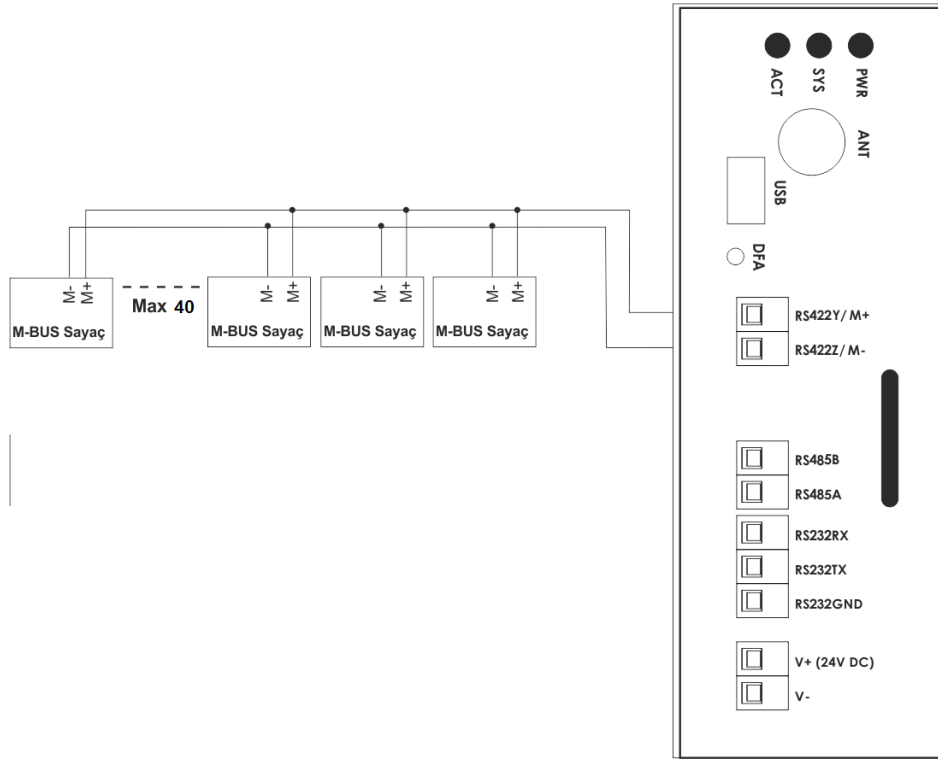 ACT
SYS
PWR
ANT
USB
DFA
M-
M+
M-
M+
M-
M+
M-
M+
Max 40
M-BUS Sayaç
M-BUS Sayaç
M-BUS Sayaç
M-BUS Sayaç
RS422Y/ M+
RS422Z/ M-
RS485B
RS485A
RS232RX
RS232TX
RS232GND
V+ (24V DC)
V-